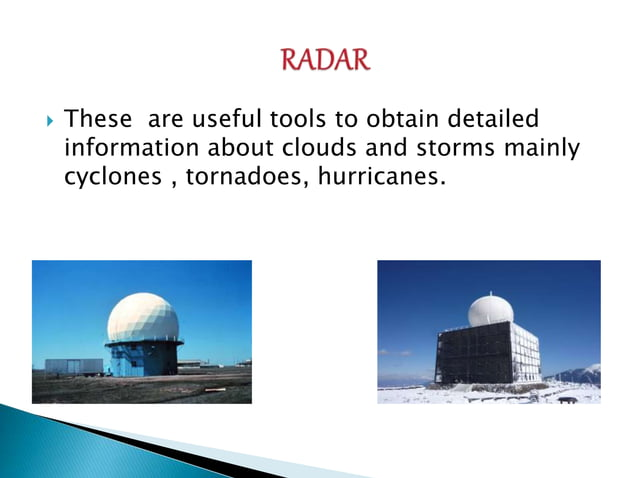 RADAR
These  are useful tools to obtain detailed
information about clouds and storms mainly
cyclones , tornadoes, hurricanes.